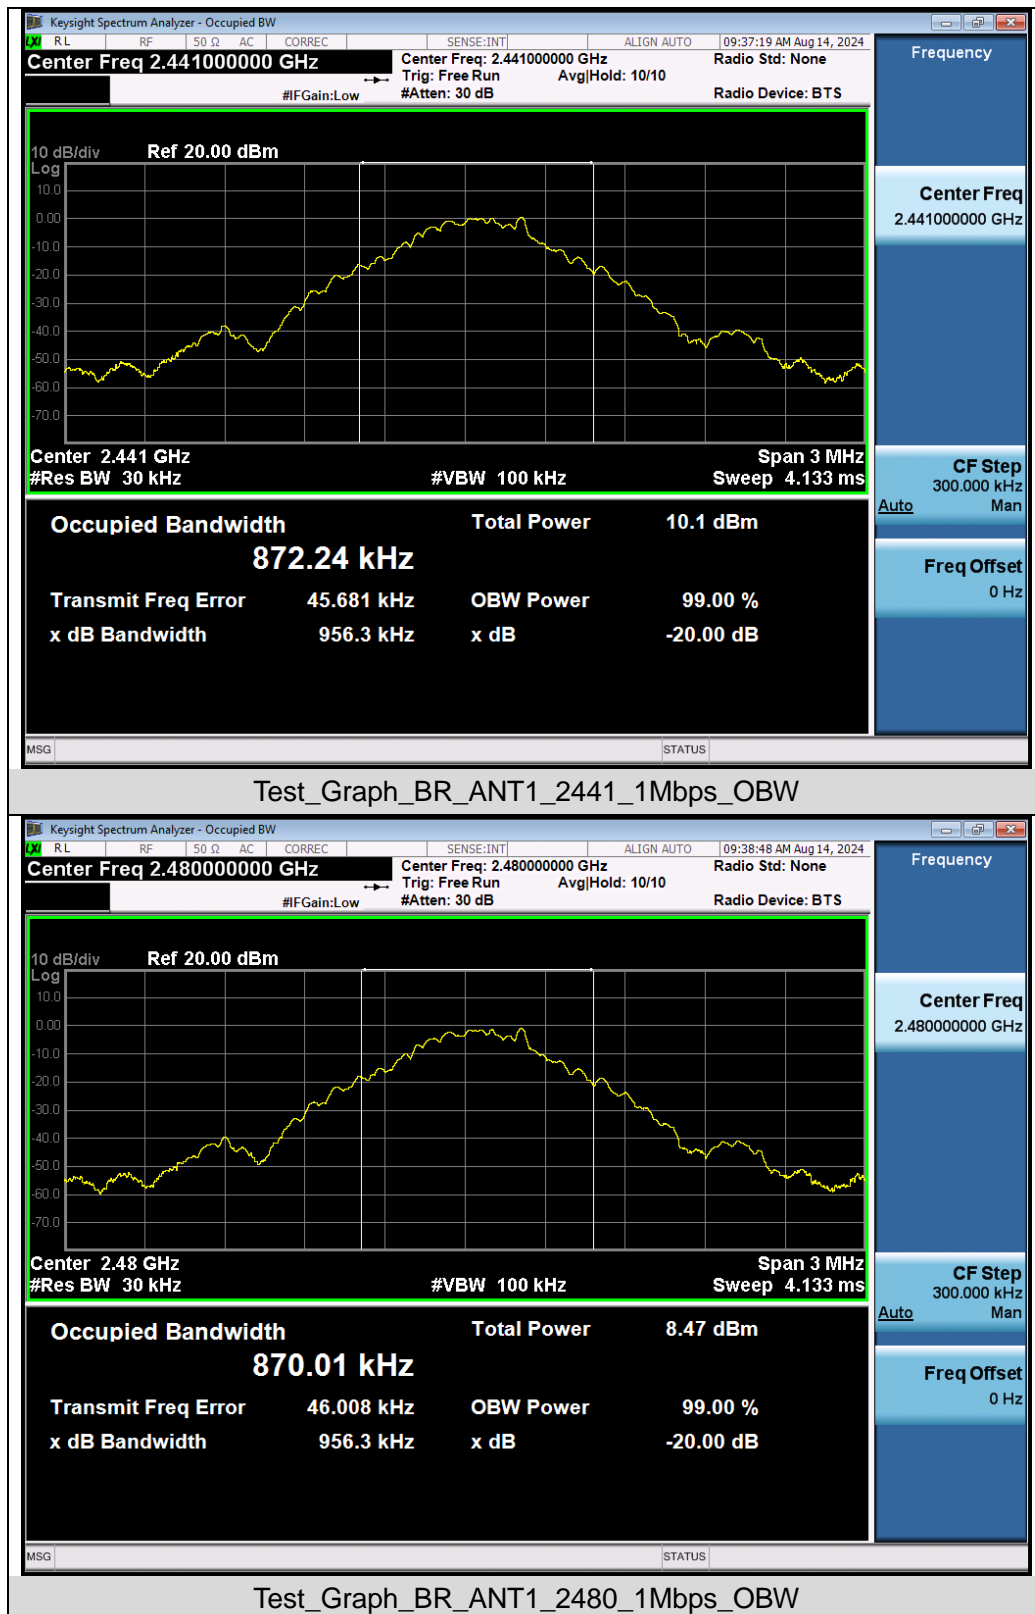 Keysight Spectrum Analyzer - Occupied BW
LXI RL RF 50 Ω AC CORREC SENSE:INT ALIGN AUTO 09:37:19 AM Aug 14, 2024
Center Freq 2.441000000 GHz
Center Freq: 2.441000000 GHz Radio Std: None
Trig: Free Run Avg|Hold: 10/10
#IFGain:Low #Atten: 30 dB Radio Device: BTS
Frequency
10 dB/div Ref 20.00 dBm
Log
10.0
0.00
-10.0
-20.0
-30.0
-40.0
-50.0
-60.0
-70.0
Center 2.441 GHz Span 3 MHz
#Res BW 30 kHz #VBW 100 kHz Sweep 4.133 ms
Center Freq
2.441000000 GHz
CF Step
300.000 kHz
Auto Man
Freq Offset
0 Hz
Occupied Bandwidth Total Power 10.1 dBm
872.24 kHz
Transmit Freq Error 45.681 kHz OBW Power 99.00 %
x dB Bandwidth 956.3 kHz x dB -20.00 dB
MSG STATUS
Test_Graph_BR_ANT1_2441_1Mbps_OBW
Keysight Spectrum Analyzer - Occupied BW
LXI RL RF 50 Ω AC CORREC SENSE:INT ALIGN AUTO 09:38:48 AM Aug 14, 2024
Center Freq 2.480000000 GHz
Center Freq: 2.480000000 GHz Radio Std: None
Trig: Free Run Avg|Hold: 10/10
#IFGain:Low #Atten: 30 dB Radio Device: BTS
Frequency
10 dB/div Ref 20.00 dBm
Log
10.0
0.00
-10.0
-20.0
-30.0
-40.0
-50.0
-60.0
-70.0
Center 2.48 GHz Span 3 MHz
#Res BW 30 kHz #VBW 100 kHz Sweep 4.133 ms
Center Freq
2.480000000 GHz
CF Step
300.000 kHz
Auto Man
Freq Offset
0 Hz
Occupied Bandwidth Total Power 8.47 dBm
870.01 kHz
Transmit Freq Error 46.008 kHz OBW Power 99.00 %
x dB Bandwidth 956.3 kHz x dB -20.00 dB
MSG STATUS
Test_Graph_BR_ANT1_2480_1Mbps_OBW